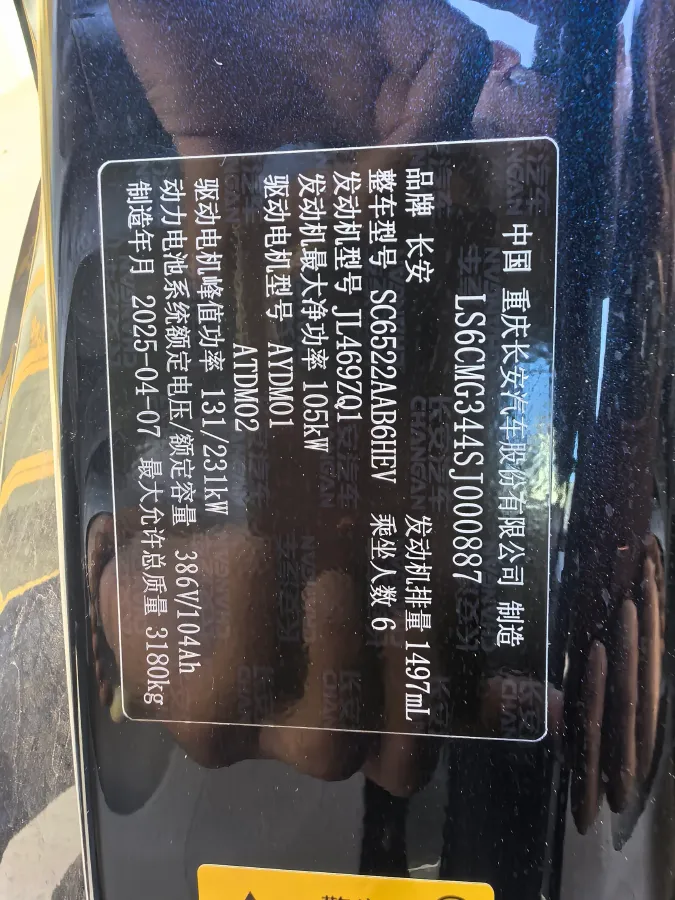 中国 重庆长安汽车股份有限公司 制造
LS6CMG344SJ000887
品牌 长安 发动机排量 1497mL
整车型号 SC6522AAB6HEV 乘坐人数 6
发动机型号 JL469ZQ1
发动机最大净功率 105kW
驱动电机型号 AYDM01
ATDM02
驱动电机峰值功率 131/231kW
动力电池系统额定电压/额定容量 386V/104Ah
制造年月 2025-04-07 最大允许总质量 3180kg
长安汽车
CHANGAN